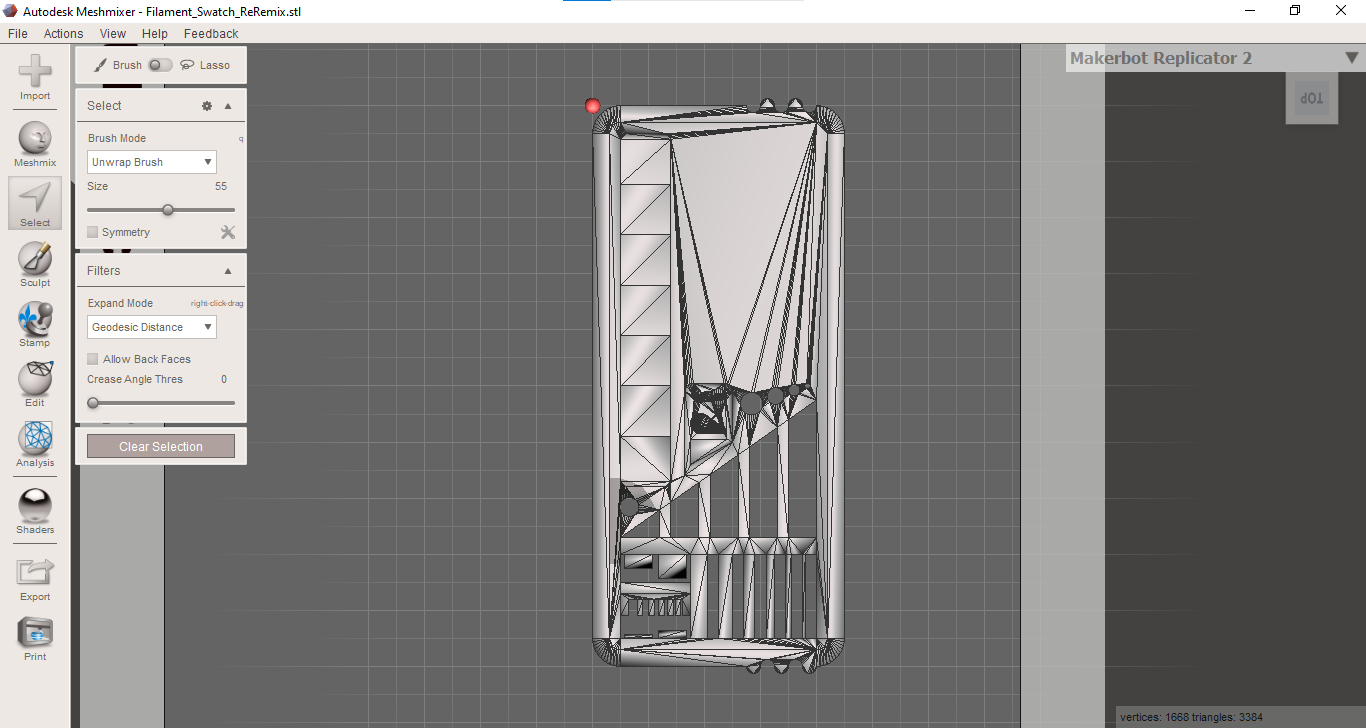 Autodesk Meshmixer - Filament_Swatch_ReRemix.stl
File Actions View Help Feedback
Import
Meshmix
Select
Sculpt
Stamp
Edit
Analysis
Shaders
Export
Print
Brush Lasso
Select
Brush Mode q
Unwrap Brush
Size 55
Symmetry
Filters
Expand Mode right-click-drag
Geodesic Distance
Allow Back Faces
Crease Angle Thres 0
Clear Selection
Makerbot Replicator 2
TOP
vertices: 1668 triangles: 3384